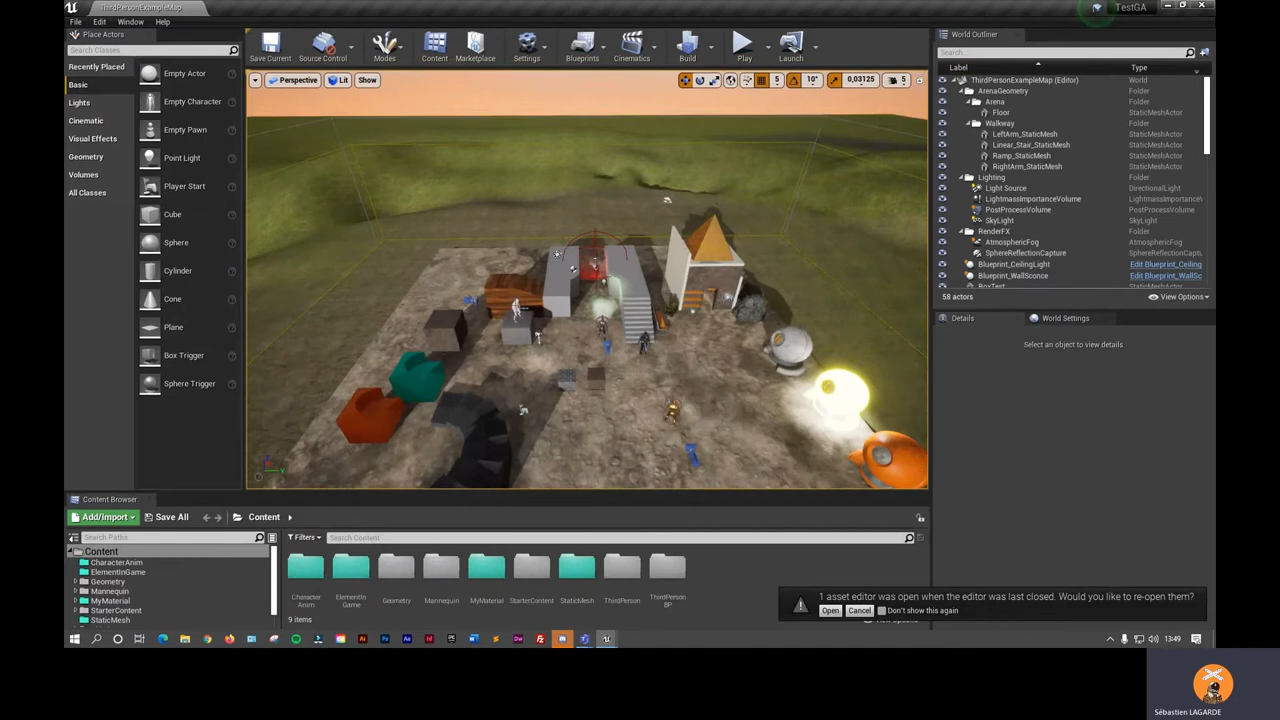 ThirdPersonExampleMap
TestGA
File Edit Window Help
Place Actors
Search Classes
Recently Placed
Basic
Lights
Cinematic
Visual Effects
Geometry
Volumes
All Classes
Empty Actor
Empty Character
Empty Pawn
Point Light
Player Start
Cube
Sphere
Cylinder
Cone
Plane
Box Trigger
Sphere Trigger
Save Current Source Control Modes Content Marketplace Settings Blueprints Cinematics Build Play Launch
Perspective Lit Show
5 10° 0,03125 5
World Outliner
Search...
Label Type
ThirdPersonExampleMap (Editor) World
ArenaGeometry Folder
Arena Folder
Floor StaticMeshActor
Walkway Folder
LeftArm_StaticMesh StaticMeshActor
Linear_Stair_StaticMesh StaticMeshActor
Ramp_StaticMesh StaticMeshActor
RightArm_StaticMesh StaticMeshActor
Lighting Folder
Light Source DirectionalLight
LightmassImportanceVolume LightmassImportanceV
PostProcessVolume PostProcessVolume
SkyLight SkyLight
RenderFX Folder
AtmosphericFog AtmosphericFog
SphereReflectionCapture SphereReflectionCapt
Blueprint_CeilingLight Edit Blueprint_Ceiling
Blueprint_WallSconce Edit Blueprint_WallSc
58 actors View Options
Details World Settings
Select an object to view details.
Content Browser
Add/Import Save All Content
Search Paths
Filters Search Content
Content
CharacterAnim
ElementInGame
Geometry
Mannequin
MyMaterial
StarterContent
StaticMesh
Character Anim
ElementIn Game
Geometry
Mannequin
MyMaterial
StarterContent
StaticMesh
ThirdPerson
ThirdPerson BP
9 items
1 asset editor was open when the editor was last closed. Would you like to re-open them?
Open Cancel Don't show this again
13:49
Sébastien LAGARDE